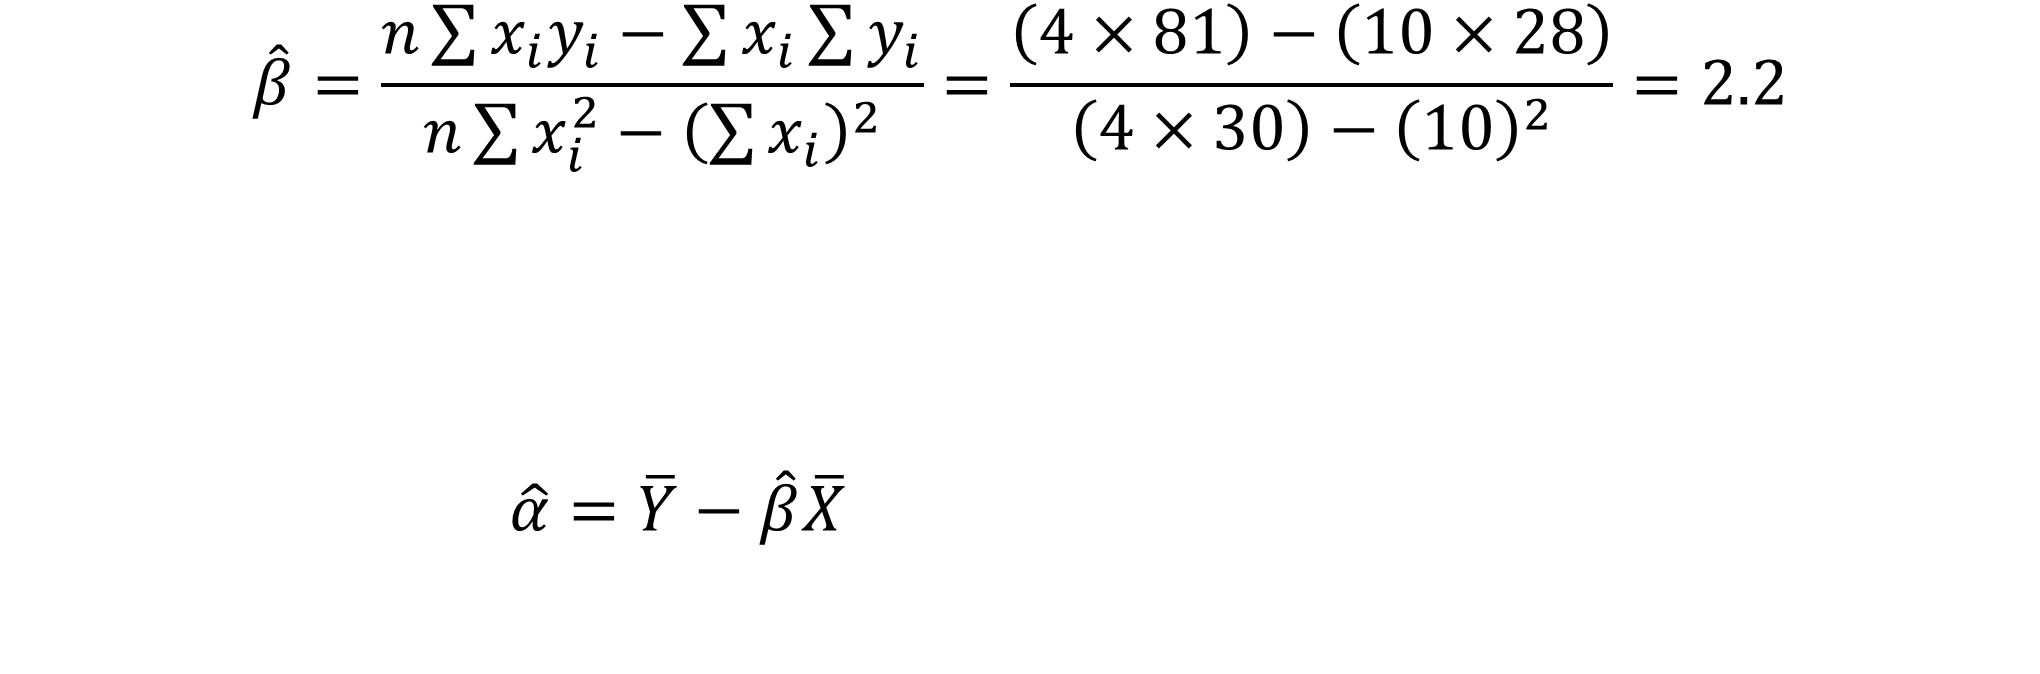 β̂ = (n∑xᵢyᵢ − ∑xᵢ∑yᵢ) / (n∑xᵢ² − (∑xᵢ)²) = ((4 × 81) − (10 × 28)) / ((4 × 30) − (10)²) = 2.2
α̂ = Ȳ − β̂X̄